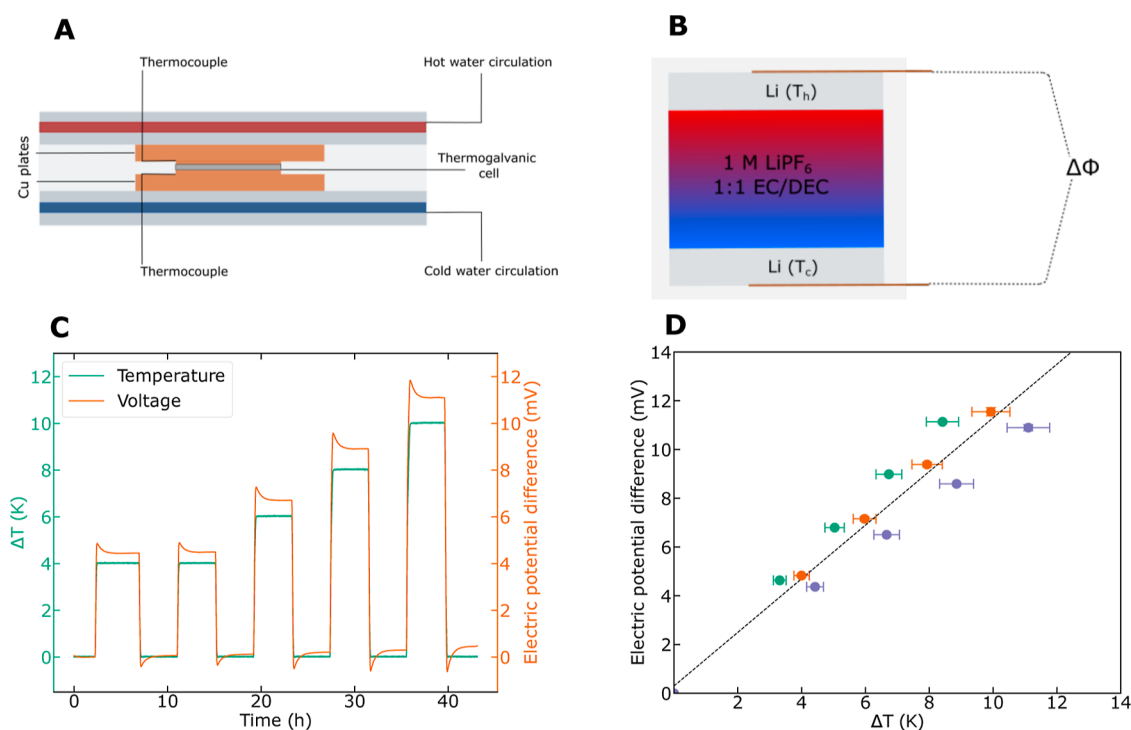 A
Thermocouple
Hot water circulation
Cu plates
Thermogalvanic
cell
Thermocouple
Cold water circulation
B
Li (Tₕ)
1 M LiPF₆
1:1 EC/DEC
ΔΦ
Li (T꜀)
C
Temperature
Voltage
12
10
8
6
4
2
0
ΔT (K)
12
10
8
6
4
2
0
Electric potential difference (mV)
0 10 20 30 40
Time (h)
D
14
12
10
8
6
4
2
0
Electric potential difference (mV)
2 4 6 8 10 12 14
ΔT (K)